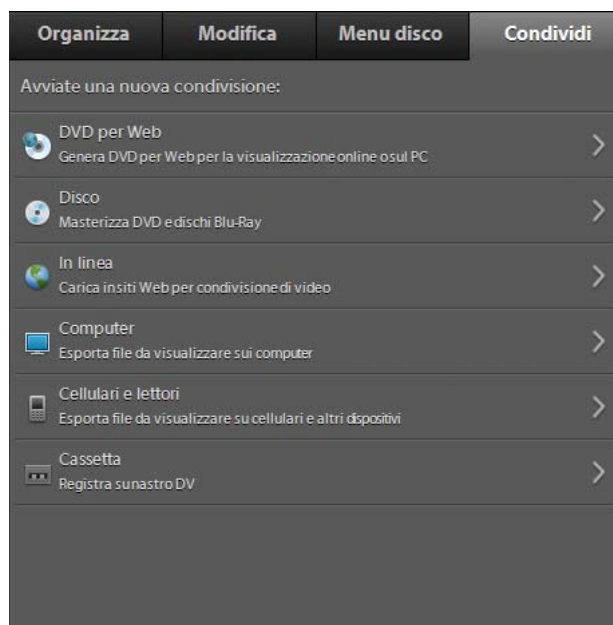 Organizza Modifica Menu disco Condividi
Avviate una nuova condivisione:
DVD per Web
Genera DVD per Web per la visualizzazione online o sul PC
Disco
Masterizza DVD e dischi Blu-Ray
In linea
Carica in siti Web per condivisione di video
Computer
Esporta file da visualizzare sui computer
Cellulari e lettori
Esporta file da visualizzare su cellulari e altri dispositivi
Cassetta
Registra su nastro DV